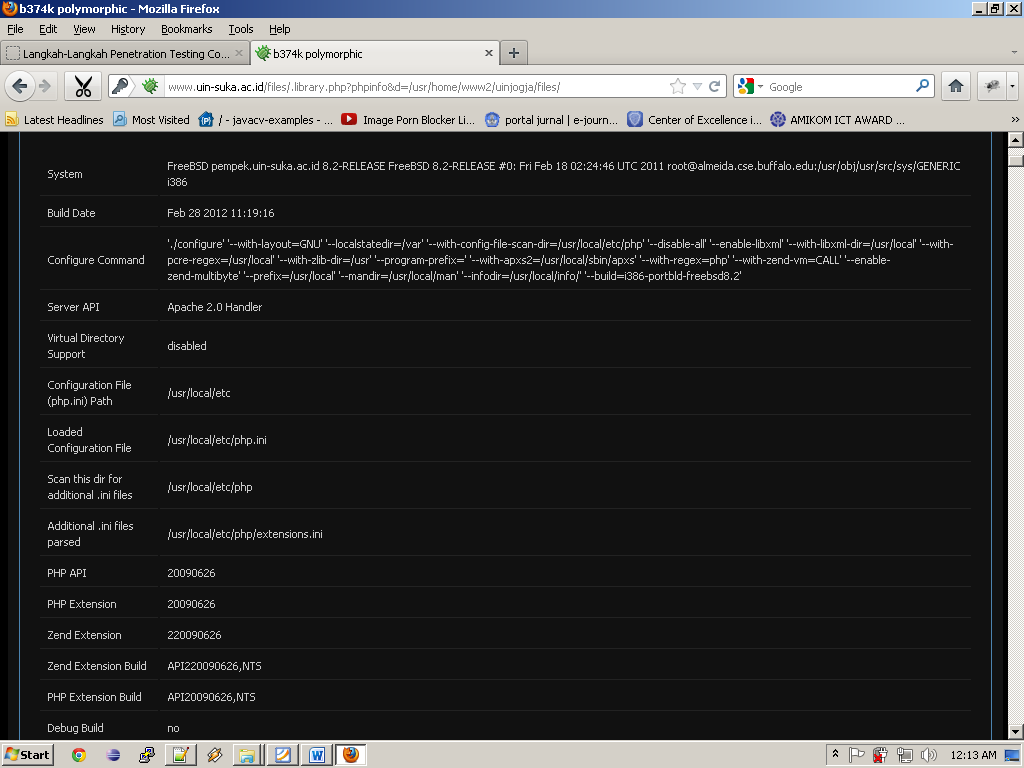 b374k polymorphic - Mozilla Firefox
File Edit View History Bookmarks Tools Help
Langkah-Langkah Penetration Testing Co...
b374k polymorphic
www.uin-suka.ac.id/files/.library.php?phpinfo&d=/usr/home/www2/uinjogja/files/
Google
Latest Headlines
Most Visited
/ - javacv-examples - ...
Image Porn Blocker Li...
portal jurnal | e-journ...
Center of Excellence i...
AMIKOM ICT AWARD ...
System
FreeBSD pempek.uin-suka.ac.id 8.2-RELEASE FreeBSD 8.2-RELEASE #0: Fri Feb 18 02:24:46 UTC 2011 root@almeida.cse.buffalo.edu:/usr/obj/usr/src/sys/GENERIC
i386
Build Date
Feb 28 2012 11:19:16
Configure Command
'./configure' '--with-layout=GNU' '--localstatedir=/var' '--with-config-file-scan-dir=/usr/local/etc/php' '--disable-all' '--enable-libxml' '--with-libxml-dir=/usr/local' '--with-
pcre-regex=/usr/local' '--with-zlib-dir=/usr' '--program-prefix=' '--with-apxs2=/usr/local/sbin/apxs' '--with-regex=php' '--with-zend-vm=CALL' '--enable-
zend-multibyte' '--prefix=/usr/local' '--mandir=/usr/local/man' '--infodir=/usr/local/info/' '--build=i386-portbld-freebsd8.2'
Server API
Apache 2.0 Handler
Virtual Directory
Support
disabled
Configuration File
(php.ini) Path
/usr/local/etc
Loaded
Configuration File
/usr/local/etc/php.ini
Scan this dir for
additional .ini files
/usr/local/etc/php
Additional .ini files
parsed
/usr/local/etc/php/extensions.ini
PHP API
20090626
PHP Extension
20090626
Zend Extension
220090626
Zend Extension Build
API220090626,NTS
PHP Extension Build
API20090626,NTS
Debug Build
no
Start
12:13 AM